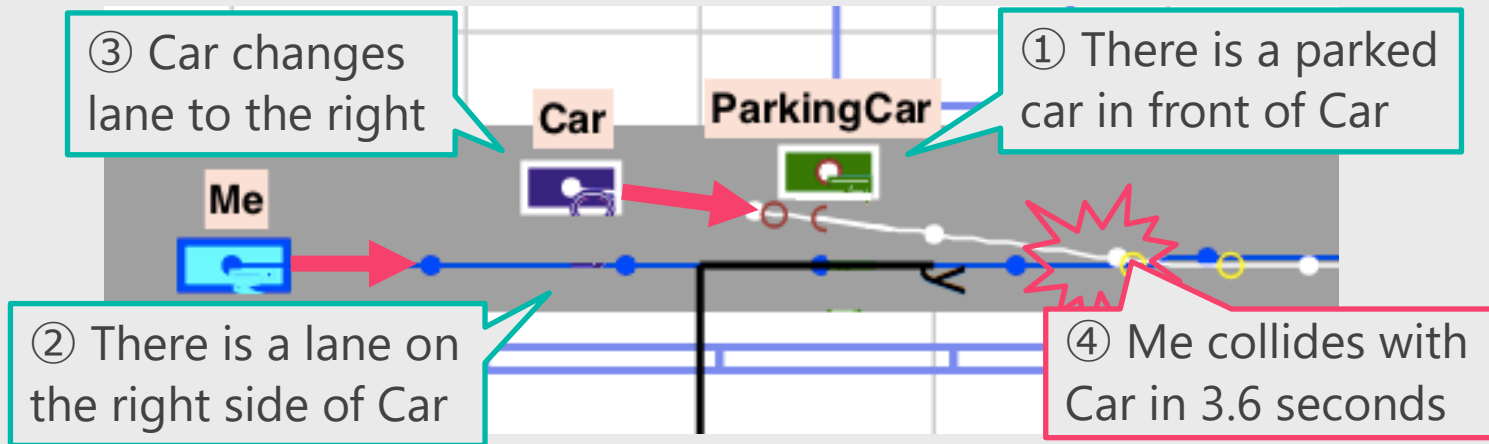 ③ Car changes
lane to the right
① There is a parked
car in front of Car
Car
ParkingCar
Me
② There is a lane on
the right side of Car
④ Me collides with
Car in 3.6 seconds